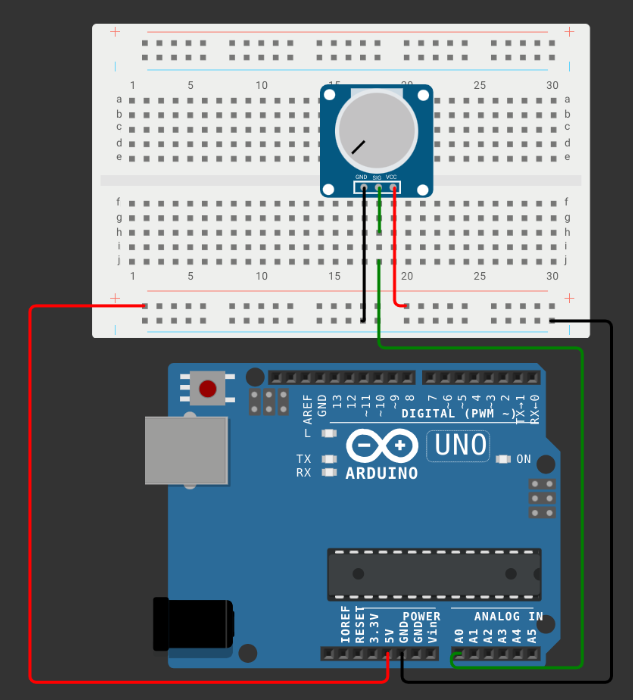 + +
| |
1 5 10 15 20 25 30
a a
b b
c c
d d
e e
GND SIG VCC
f f
g g
h h
i i
j j
1 5 10 15 20 25 30
+ +
| |
AREF
GND
13
12
~11
~10
~9
8
7
~6
~5
4
~3
2
TX→1
RX←0
DIGITAL (PWM ~)
L
TX
RX
UNO
ON
ARDUINO
IOREF
RESET
3.3V
5V
GND
GND
Vin
POWER
ANALOG IN
A0
A1
A2
A3
A4
A5